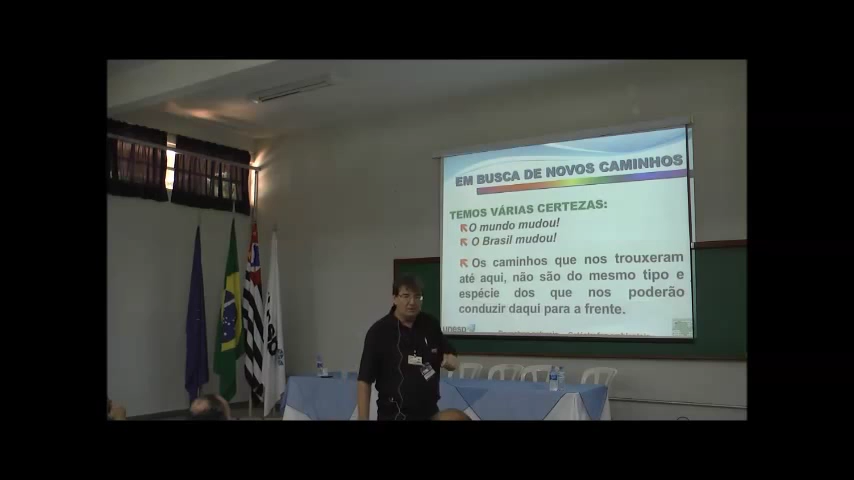 EM BUSCA DE NOVOS CAMINHOS
TEMOS VÁRIAS CERTEZAS:
O mundo mudou!
O Brasil mudou!
Os caminhos que nos trouxeram
até aqui, não são do mesmo tipo e
espécie dos que nos poderão
conduzir daqui para a frente.
unesp